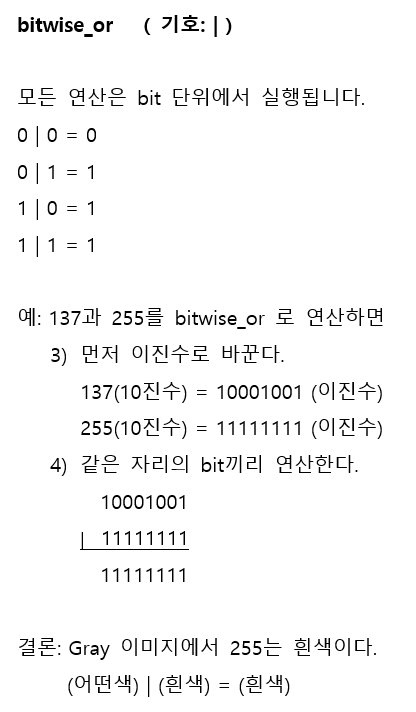 bitwise_or ( 기호: | )
모든 연산은 bit 단위에서 실행됩니다.
0 | 0 = 0
0 | 1 = 1
1 | 0 = 1
1 | 1 = 1
예: 137과 255를 bitwise_or 로 연산하면
3) 먼저 이진수로 바꾼다.
137(10진수) = 10001001 (이진수)
255(10진수) = 11111111 (이진수)
4) 같은 자리의 bit끼리 연산한다.
10001001
| 11111111
11111111
결론: Gray 이미지에서 255는 흰색이다.
(어떤색) | (흰색) = (흰색)